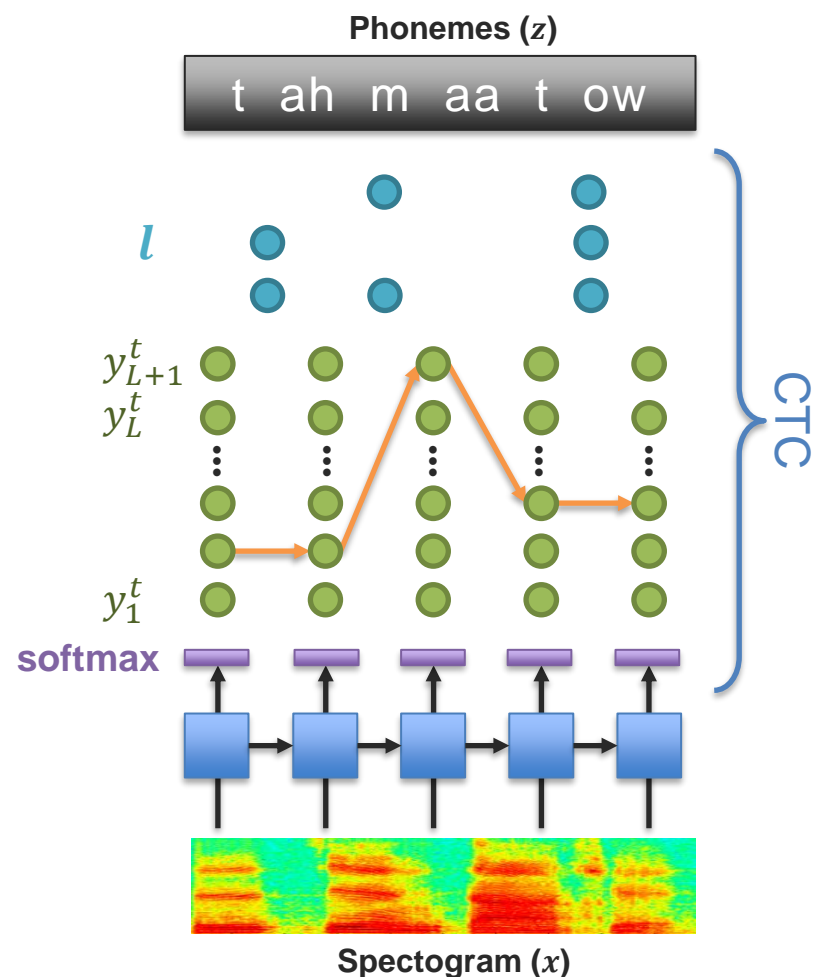 Phonemes (z)
t ah m aa t ow
l
y^t_{L+1}
y^t_L
y^t_1
CTC
softmax
Spectogram (x)